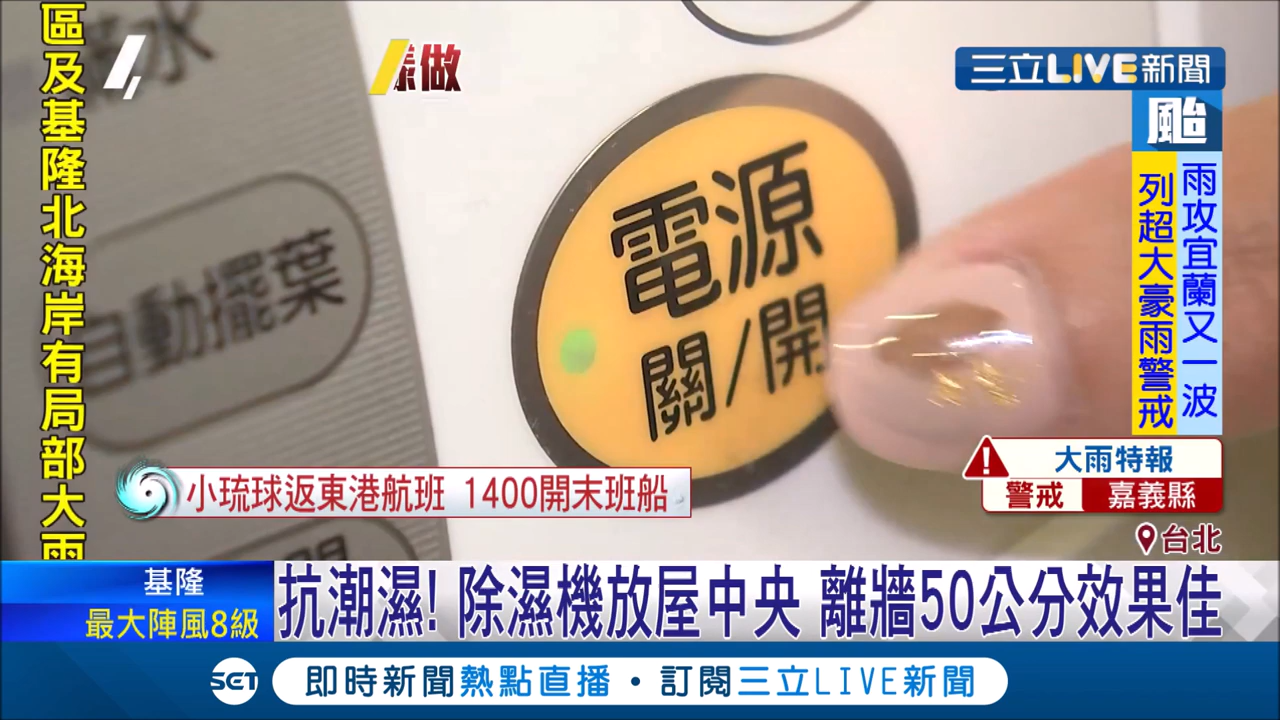 區及基隆北海岸有局部大雨
做
三立LIVE新聞
颱
雨攻宜蘭又一波
列超大豪雨警戒
水
自動擺葉
電源
關/開
小琉球返東港航班 1400開末班船
大雨特報
警戒 嘉義縣
台北
基隆
最大陣風8級
抗潮濕! 除濕機放屋中央 離牆50公分效果佳
SET
即時新聞熱點直播・訂閱三立LIVE新聞